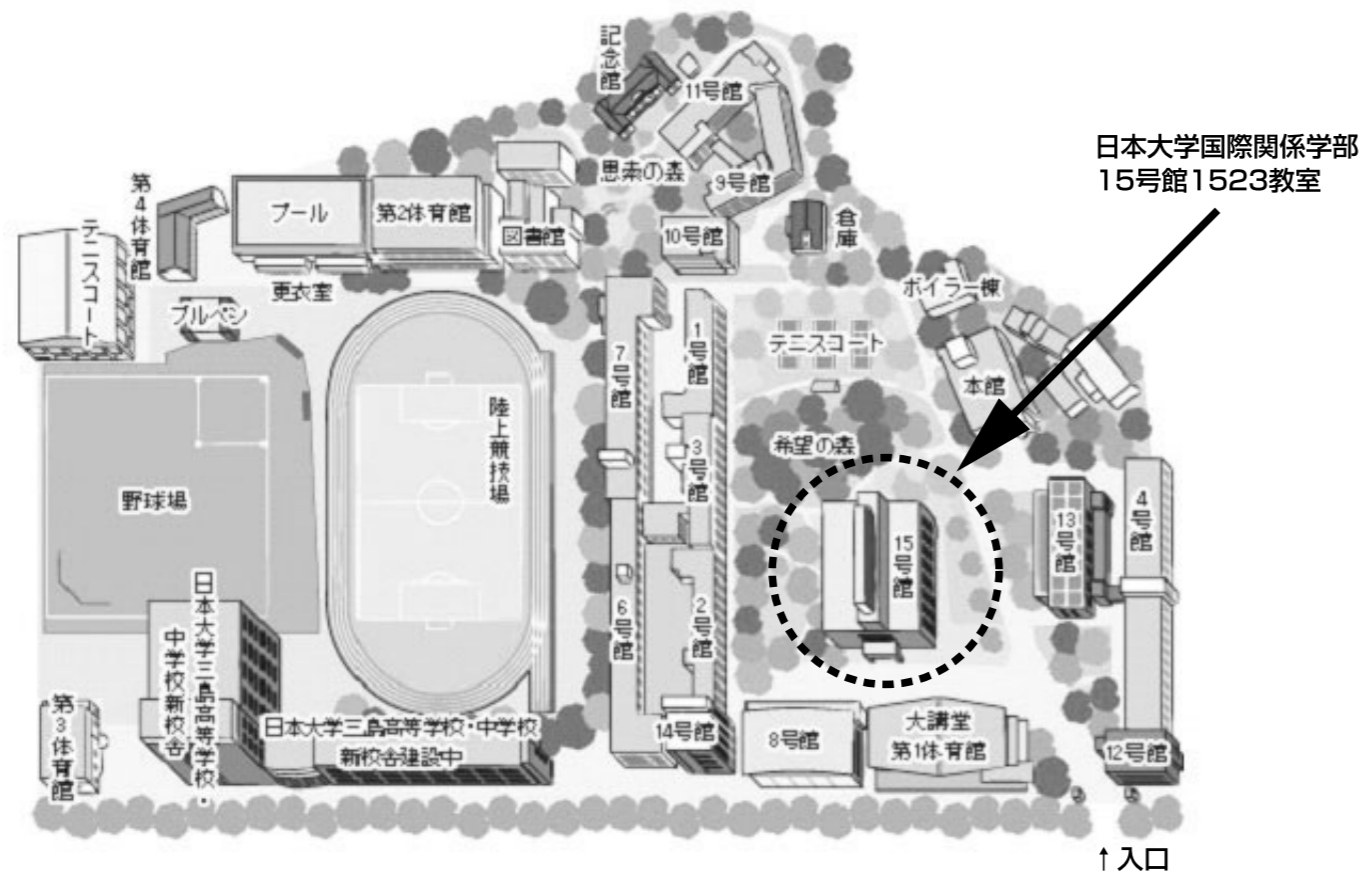 記念館
11号館
日本大学国際関係学部
15号館1523教室
思索の森
9号館
第4体育館
プール
第2体育館
図書館
10号館
倉庫
テニスコート
更衣室
ブルペン
ボイラー棟
7号館
1号館
テニスコート
本館
陸上競技場
3号館
希望の森
野球場
15号館
13号館
4号館
6号館
2号館
日本大学三島高等学校・
中学校新校舎
第3体育館
日本大学三島高等学校・中学校
新校舎建設中
14号館
8号館
大講堂
第1体育館
12号館
↑入口